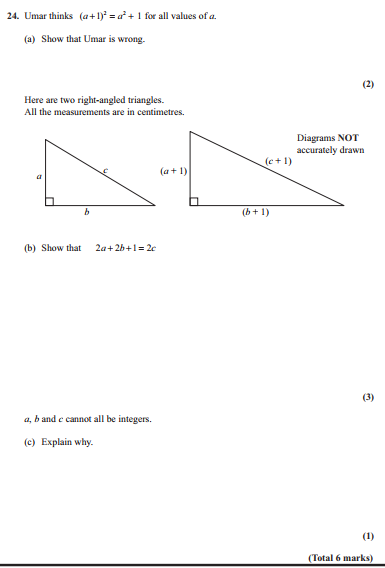 24. Umar thinks (a + 1)² = a² + 1 for all values of a.
(a) Show that Umar is wrong.
(2)
Here are two right-angled triangles.
All the measurements are in centimetres.
Diagrams NOT
accurately drawn
a
c
b
(a + 1)
(c + 1)
(b + 1)
(b) Show that 2a + 2b + 1 = 2c
(3)
a, b and c cannot all be integers.
(c) Explain why.
(1)
(Total 6 marks)